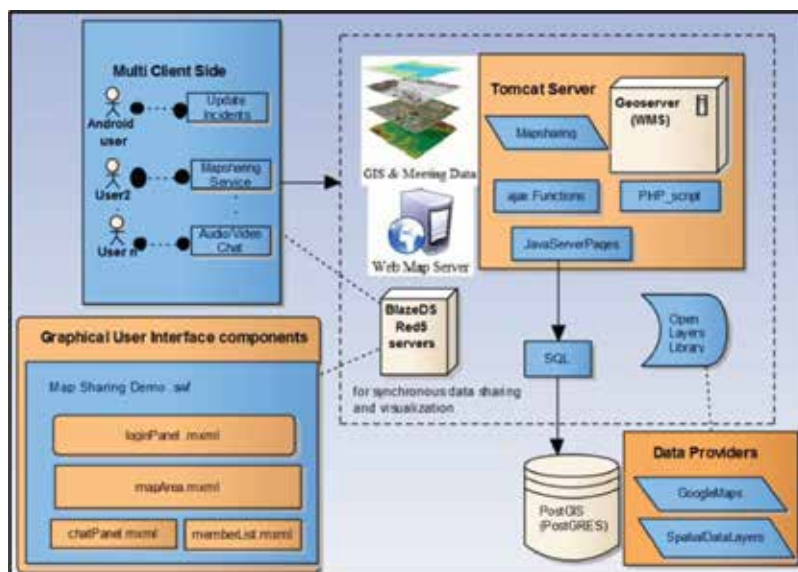 Multi Client Side
Android
user
Update
Incidents
User2
Mapsharing
Service
User n
Audio/Video
Chat
GIS & Meeting Data
Web Map Server
Tomcat Server
Geoserver
(WMS)
Mapsharing
ajax Functions
PHP_script
JavaServerPages
BlazeDS
Red5
servers
for synchronous data sharing
and visualization
SQL
Open
Layers
Library
PostGIS
(PostGRES)
Data Providers
GoogleMaps
SpatialDataLayers
Graphical User Interface components
Map Sharing Demo .swf
loginPanel .mxml
mapArea.mxml
chatPanel.mxml
memberList.mxml